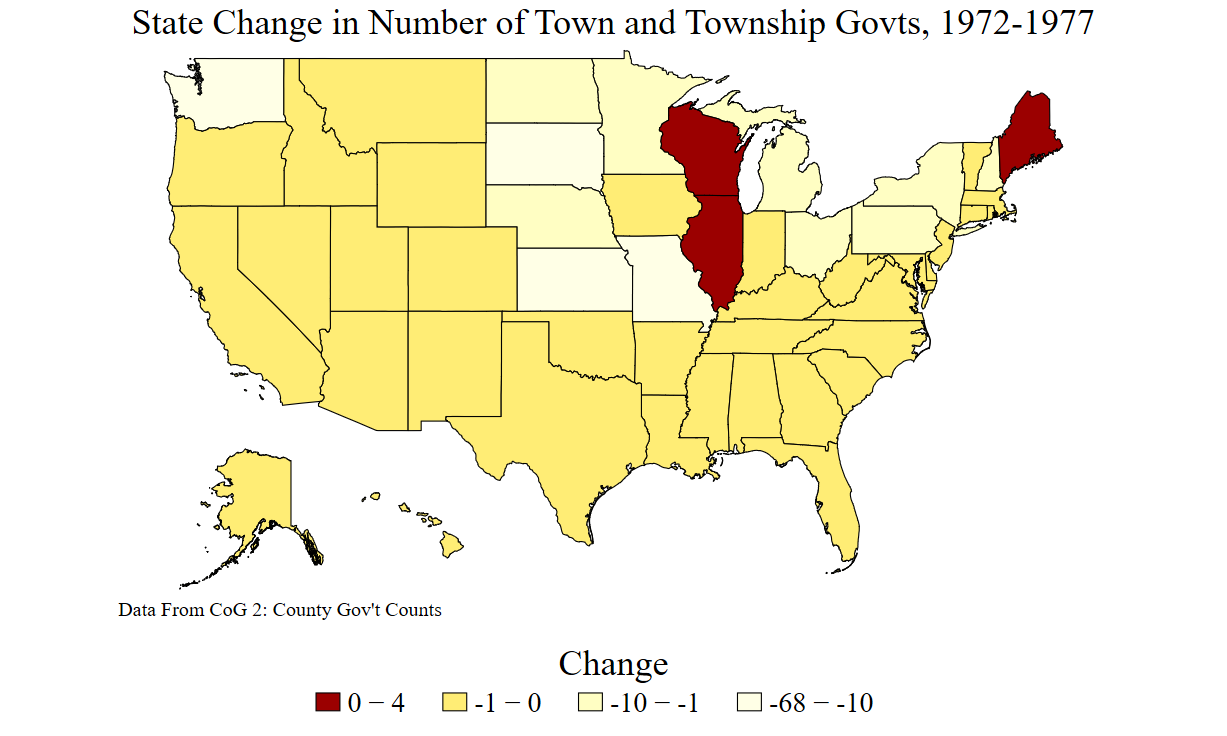 State Change in Number of Town and Township Govts, 1972-1977
Data From CoG 2: County Gov't Counts
Change
0 − 4 -1 − 0 -10 − -1 -68 − -10